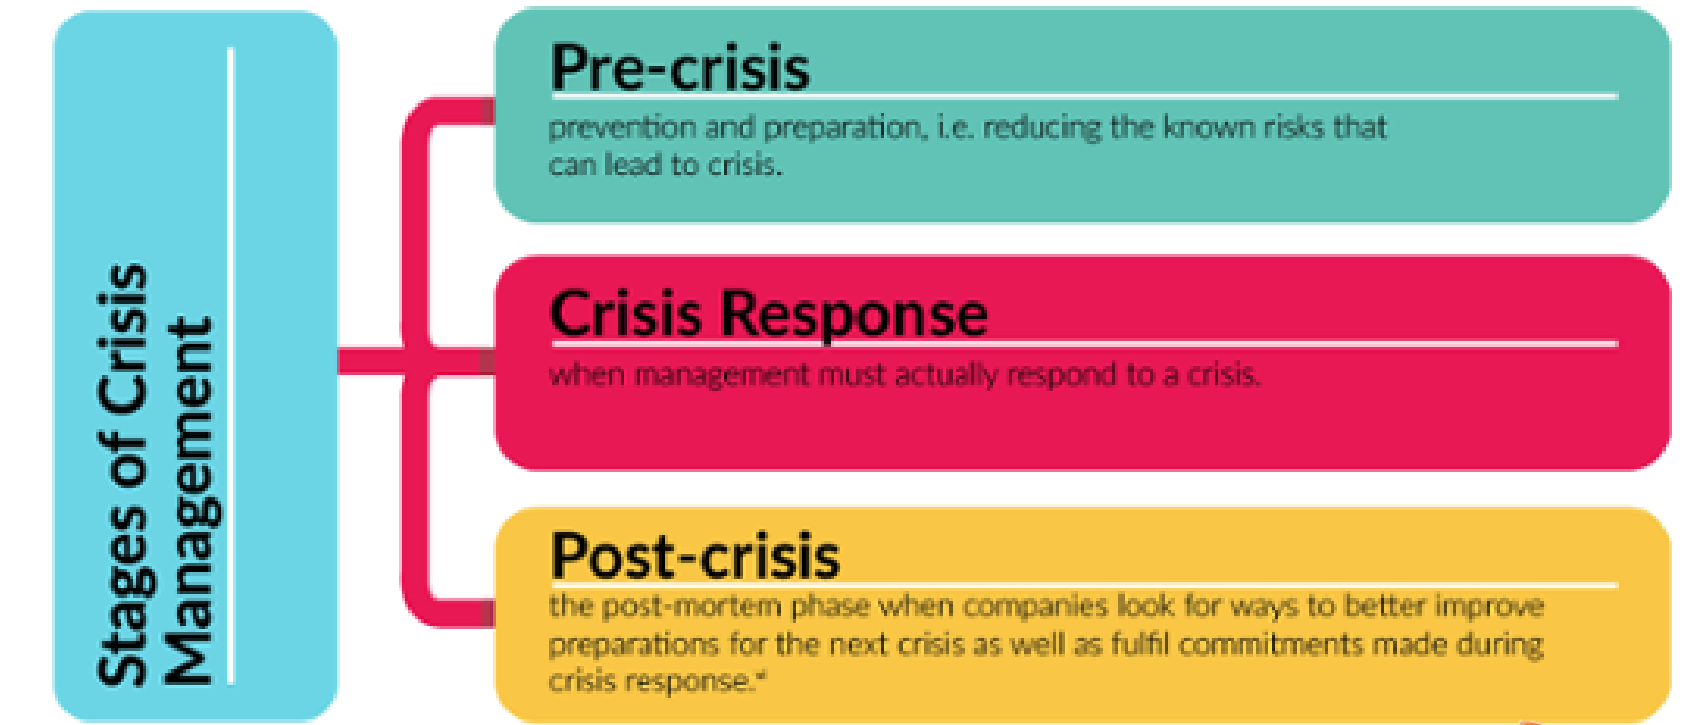 Stages of Crisis
Management
Pre-crisis
prevention and preparation, i.e. reducing the known risks that
can lead to crisis.
Crisis Response
when management must actually respond to a crisis.
Post-crisis
the post-mortem phase when companies look for ways to better improve
preparations for the next crisis as well as fulfil commitments made during
crisis response.